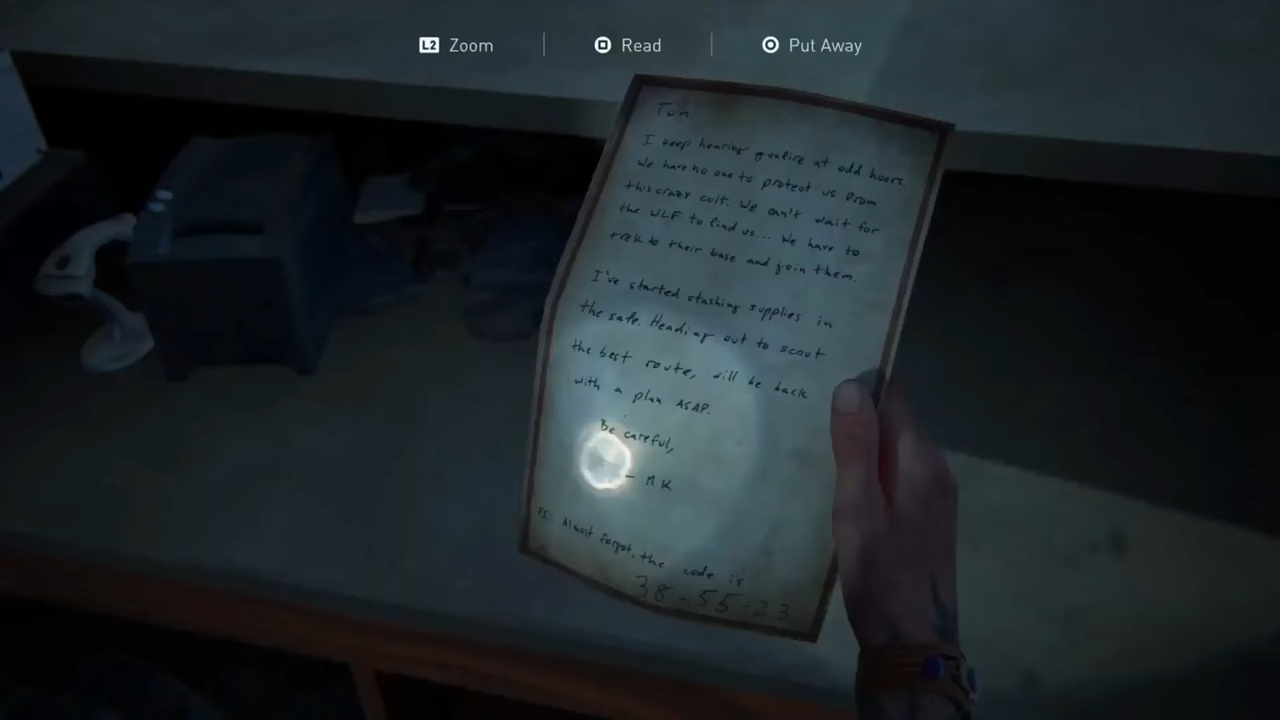 L2 Zoom
Read
Put Away
Tom
I keep hearing gunfire at odd hours.
We have no one to protect us from
this crazy cult. We can't wait for
the WLF to find us... We have to
trek to their base and join them.
I've started stashing supplies in
the safe. Heading out to scout
the best route, will be back
with a plan ASAP.
Be careful,
- MK
PS: Almost forgot, the code is
38-55-23